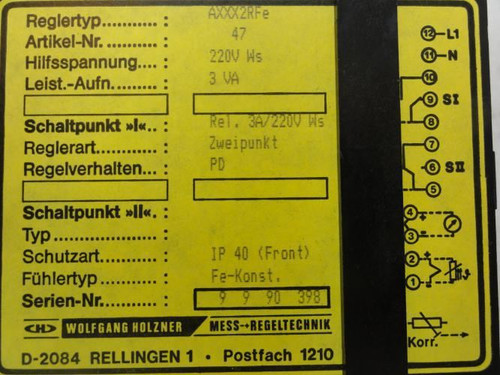 Reglertyp............ : AXXX2RFe
Artikel-Nr............ : 47
Hilfsspannung.... : 220V Ws
Leist.-Aufn.......... : 3 VA
Schaltpunkt »I«.. : Rel. 3A/220V Ws
Reglerart............. : Zweipunkt
Regelverhalten... : PD
Schaltpunkt »II«. :
Typ...................... :
Schutzart............ : IP 40 (Front)
Fühlertyp............ : Fe-Konst.
Serien-Nr............ : 9 9 90 398
H WOLFGANG HOLZNER MESS-+REGELTECHNIK
D-2084 RELLINGEN 1 · Postfach 1210
12 L1
11 N
10
9 SI
8
7
6 SII
5
4 +
3 -
2 +
1 -
Korr.